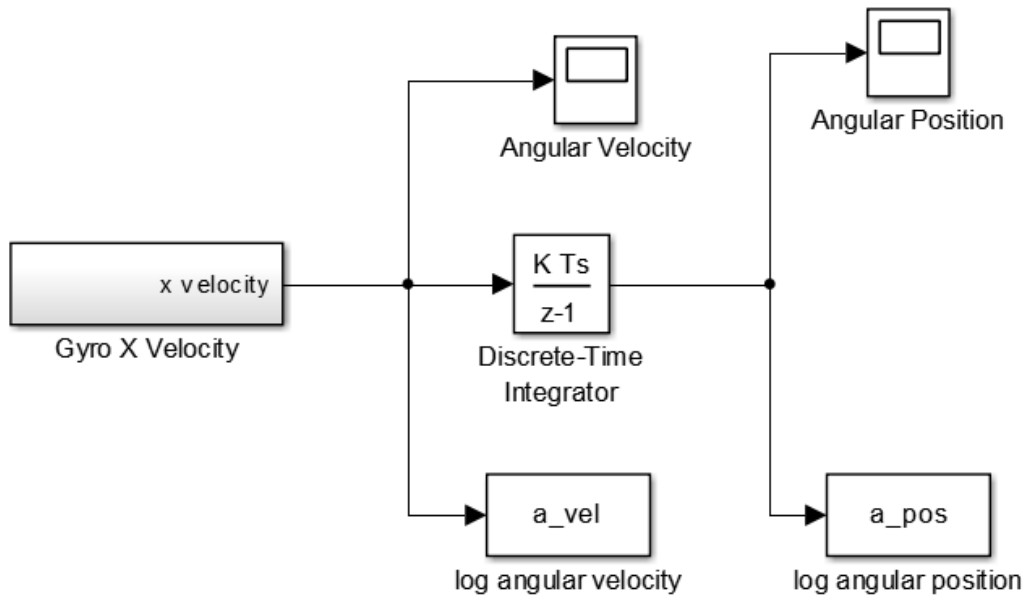 Angular Velocity
Angular Position
x velocity
Gyro X Velocity
K Ts
z-1
Discrete-Time
Integrator
a_vel
log angular velocity
a_pos
log angular position